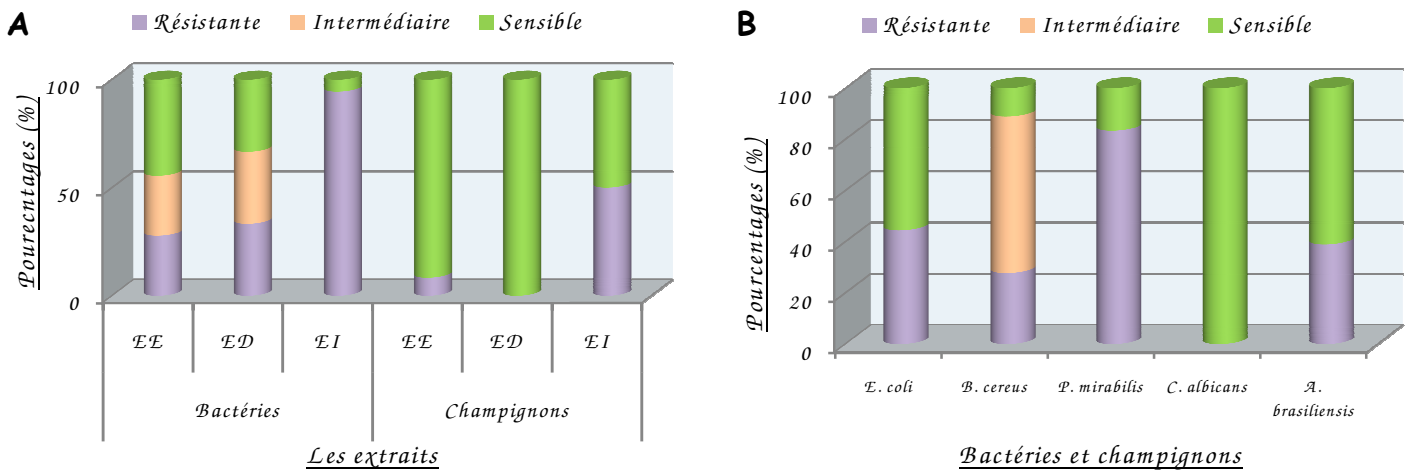 A
Résistante Intermédiaire Sensible
Pourecntages (%)
100
50
0
EE ED EI EE ED EI
Bactéries Champignons
Les extraits
B
Résistante Intermédiaire Sensible
Pourcentages (%)
100
80
60
40
20
0
E. coli B. cereus P. mirabilis C. albicans A.
brasiliensis
Bactéries et champignons